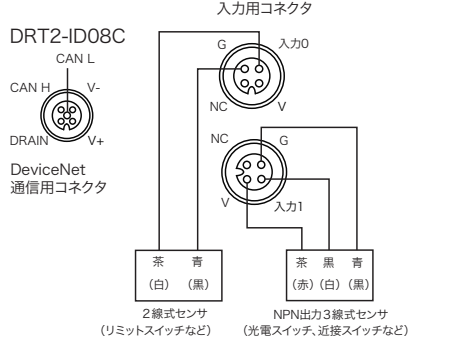 入力用コネクタ
DRT2-ID08C
CAN L
CAN H
V-
DRAIN
V+
DeviceNet
通信用コネクタ
G
入力0
NC
V
NC
G
V
入力1
茶 青
(白) (黒)
2線式センサ
(リミットスイッチなど)
茶 黒 青
(赤) (白) (黒)
NPN出力3線式センサ
(光電スイッチ、近接スイッチなど)